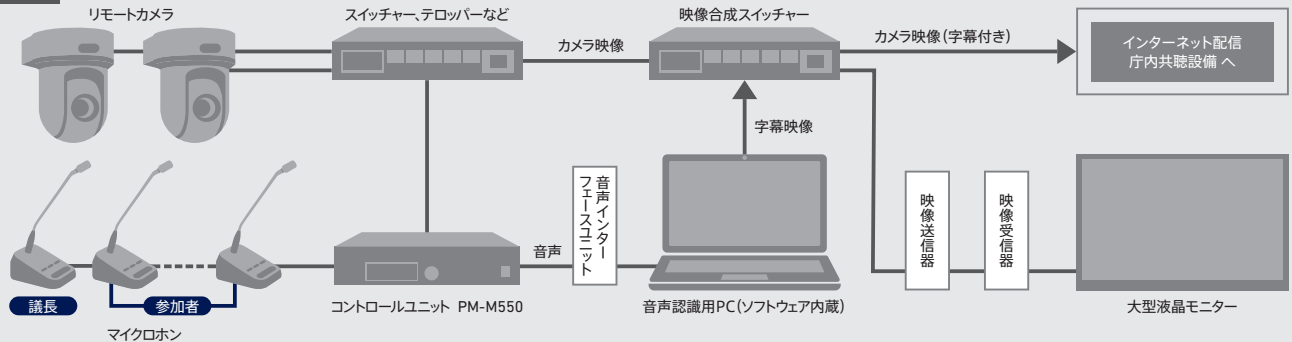 リモートカメラ
スイッチャー、テロッパーなど
映像合成スイッチャー
カメラ映像
カメラ映像(字幕付き)
インターネット配信
庁内共聴設備 へ
字幕映像
音声インター
フェースユニット
音声
映像送信器
映像受信器
議長
参加者
マイクロホン
コントロールユニット PM-M550
音声認識用PC(ソフトウェア内蔵)
大型液晶モニター